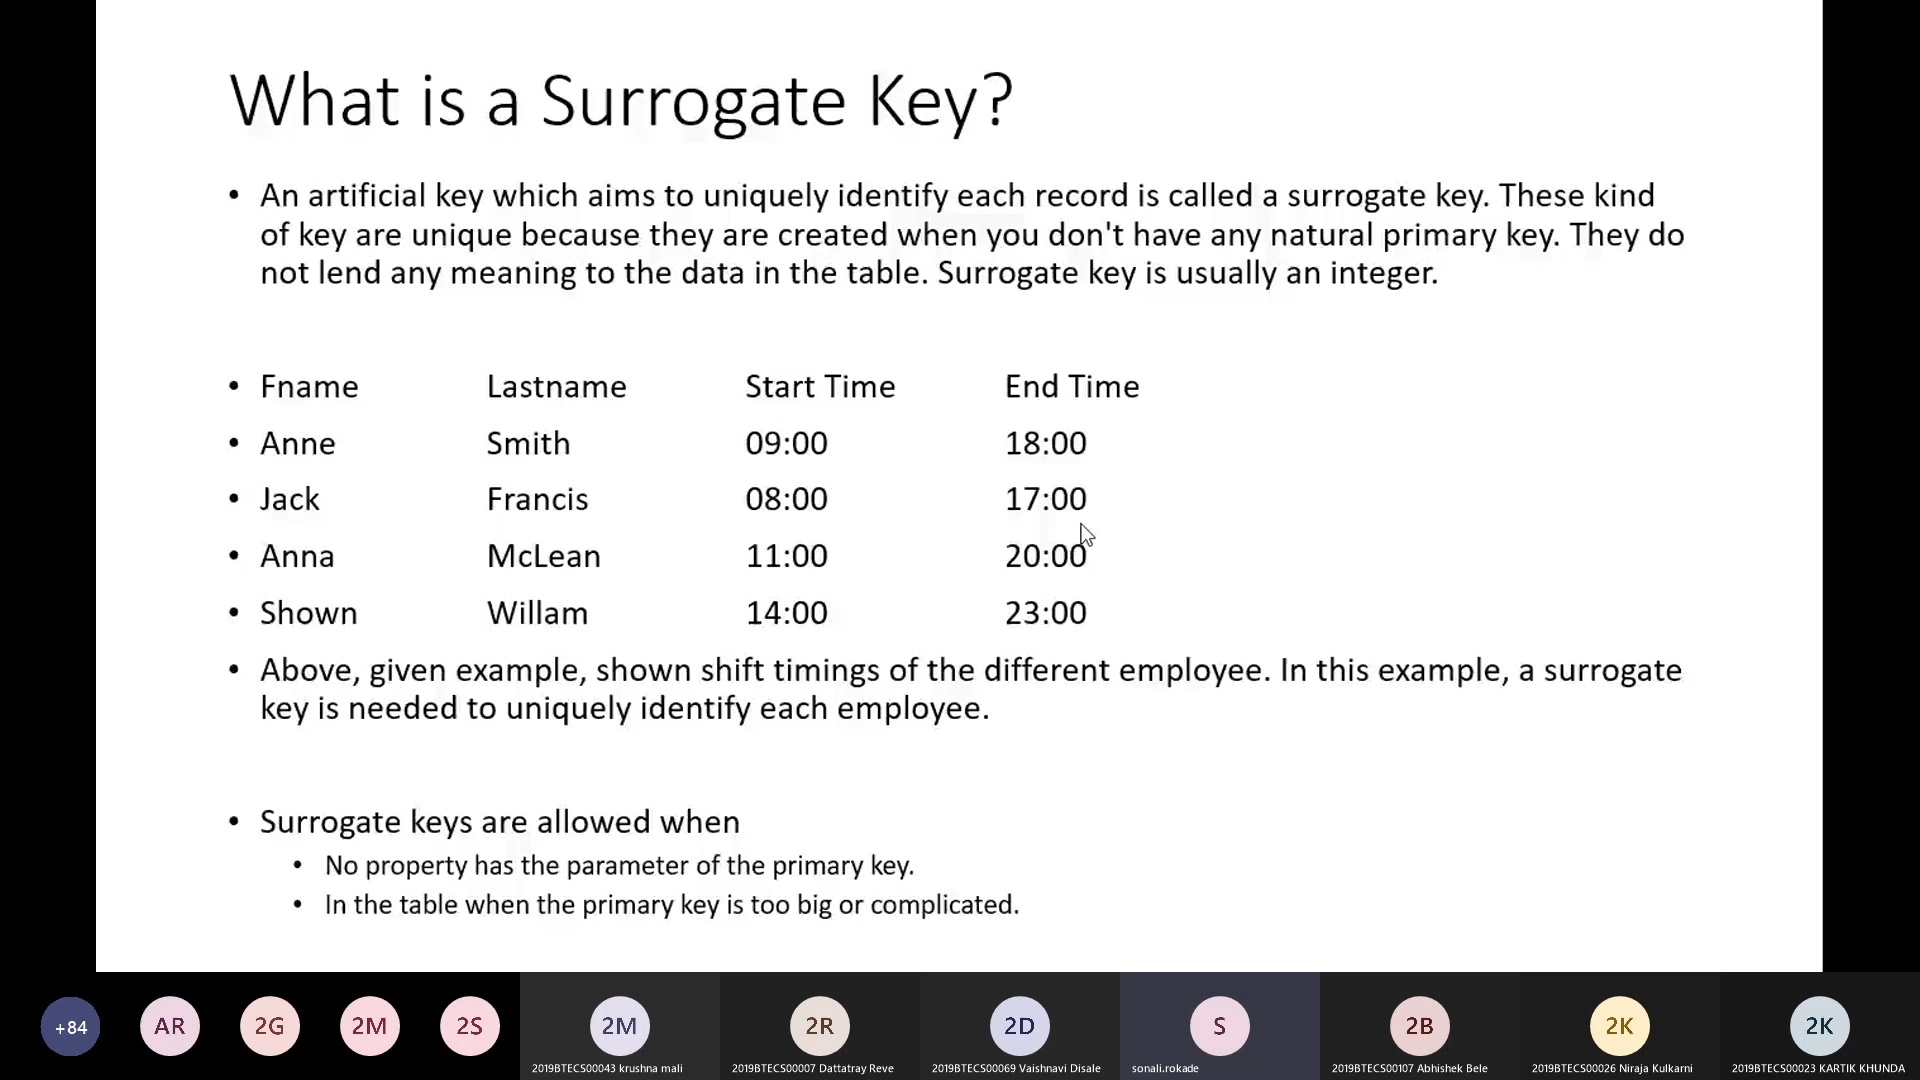 What is a Surrogate Key?
• An artificial key which aims to uniquely identify each record is called a surrogate key. These kind
of key are unique because they are created when you don't have any natural primary key. They do
not lend any meaning to the data in the table. Surrogate key is usually an integer.
• Fname Lastname Start Time End Time
• Anne Smith 09:00 18:00
• Jack Francis 08:00 17:00
• Anna McLean 11:00 20:00
• Shown Willam 14:00 23:00
• Above, given example, shown shift timings of the different employee. In this example, a surrogate
key is needed to uniquely identify each employee.
• Surrogate keys are allowed when
• No property has the parameter of the primary key.
• In the table when the primary key is too big or complicated.
+84 AR 2G 2M 2S 2M 2R 2D S 2B 2K 2K
2019BTECS00043 krushna mali 2019BTECS00007 Dattatray Reve 2019BTECS00069 Vaishnavi Disale sonali.rokade 2019BTECS00107 Abhishek Bele 2019BTECS00026 Niraja Kulkarni 2019BTECS00023 KARTIK KHUNDA